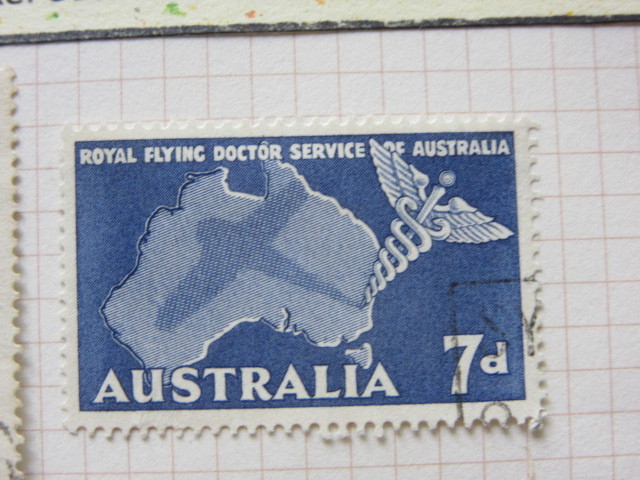 ROYAL FLYING DOCTOR SERVICE OF AUSTRALIA
7d
AUSTRALIA